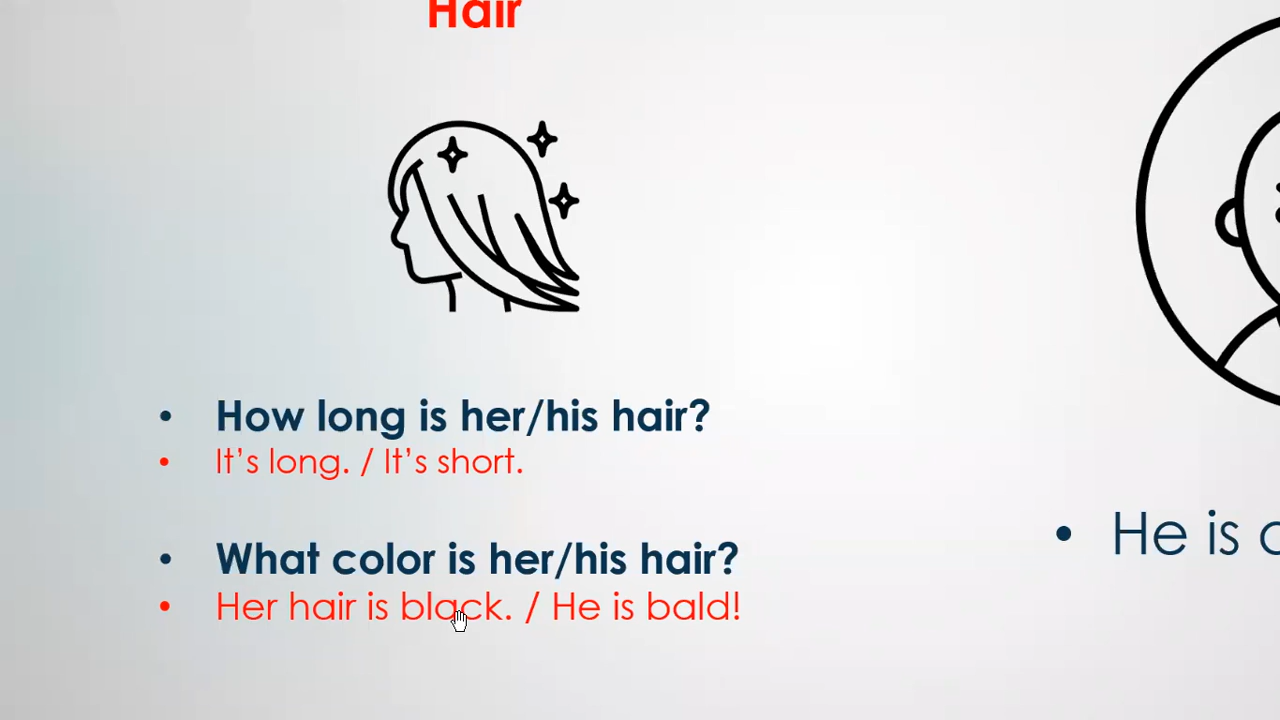 Hair
• How long is her/his hair?
• It's long. / It's short.
• What color is her/his hair?
• Her hair is black. / He is bald!
• He is